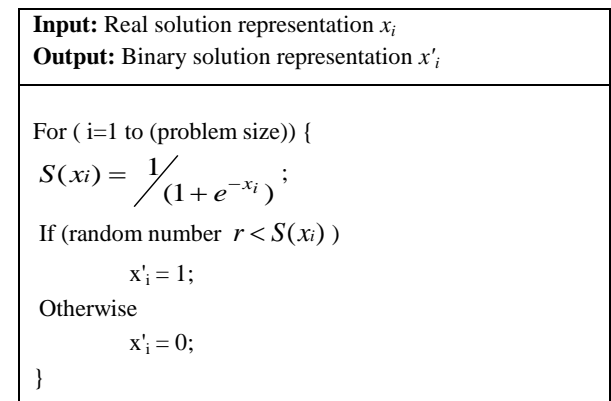 Input: Real solution representation xᵢ
Output: Binary solution representation x'ᵢ
For ( i=1 to (problem size)) {
S(xi) = 1/(1 + e^{-xᵢ}) ;
If (random number r < S(xi) )
x'ᵢ = 1;
Otherwise
x'ᵢ = 0;
}